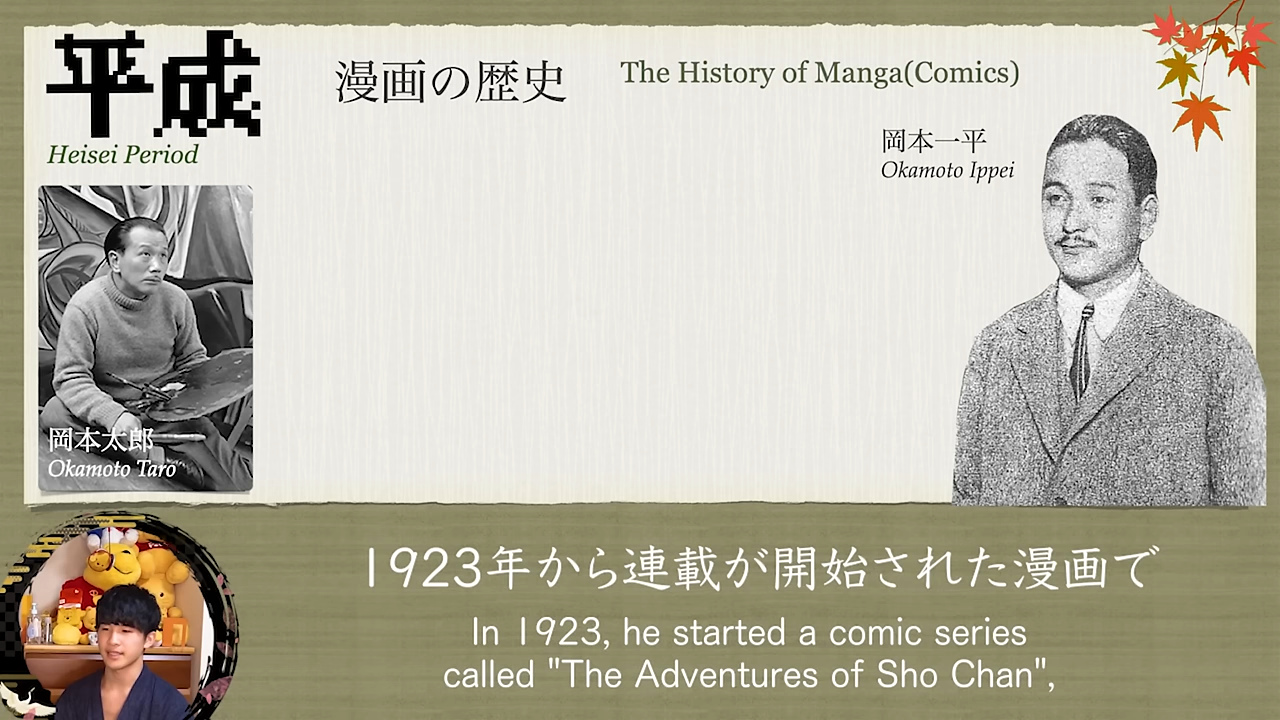 平成
Heisei Period
漫画の歴史
The History of Manga(Comics)
岡本一平
Okamoto Ippei
岡本太郎
Okamoto Taro
1923年から連載が開始された漫画で
In 1923, he started a comic series
called "The Adventures of Sho Chan",